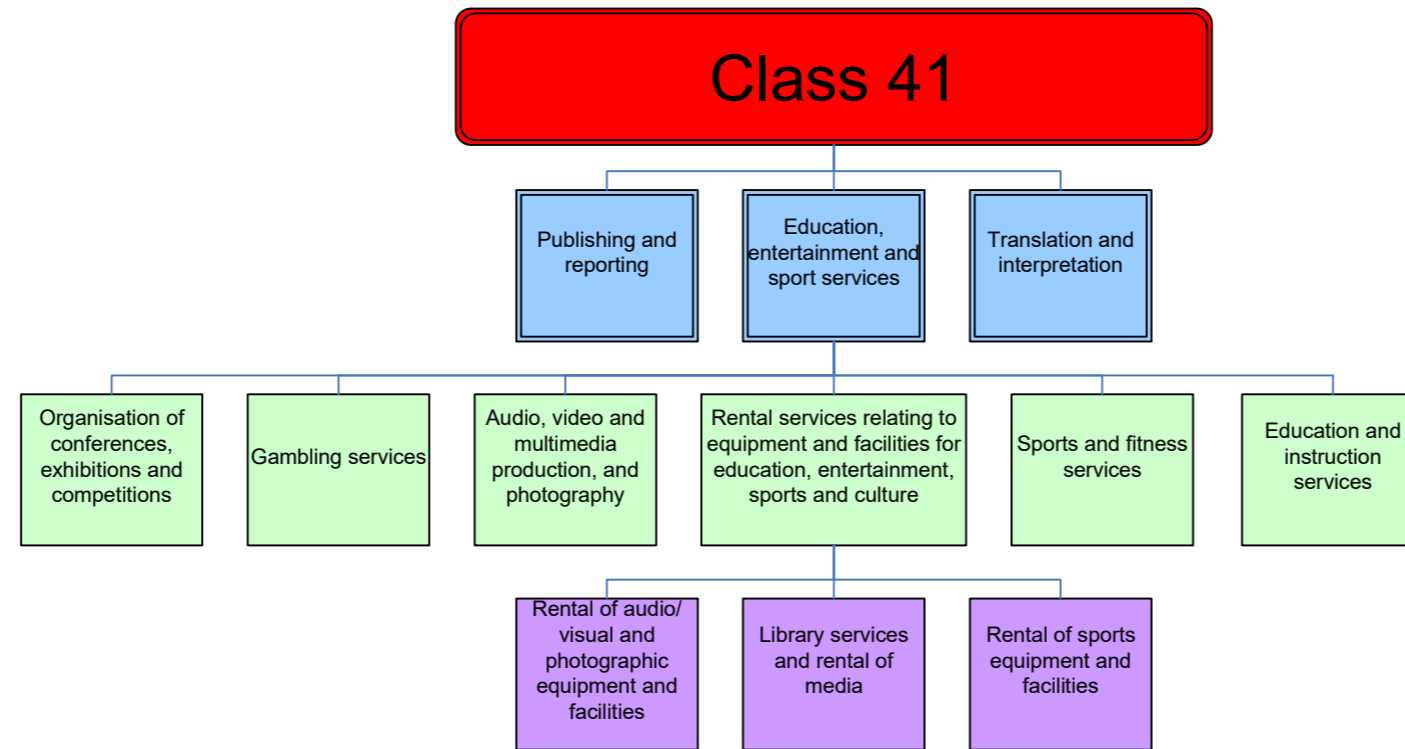 Class 41
Publishing and
reporting
Education,
entertainment and
sport services
Translation and
interpretation
Organisation of
conferences,
exhibitions and
competitions
Gambling services
Audio, video and
multimedia
production, and
photography
Rental services relating to
equipment and facilities for
education, entertainment,
sports and culture
Sports and fitness
services
Education and
instruction
services
Rental of audio/
visual and
photographic
equipment and
facilities
Library services
and rental of
media
Rental of sports
equipment and
facilities